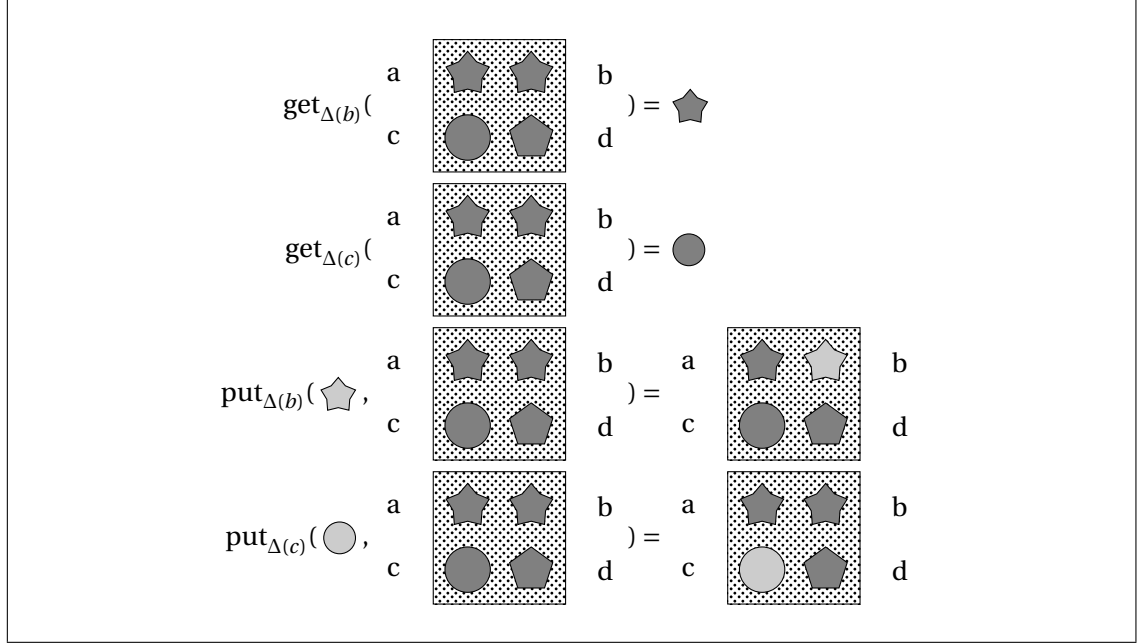 a b
get_Δ(b)( ) =
c d
a b
get_Δ(c)( ) =
c d
a b a b
put_Δ(b)( , ) =
c d c d
a b a b
put_Δ(c)( , ) =
c d c d